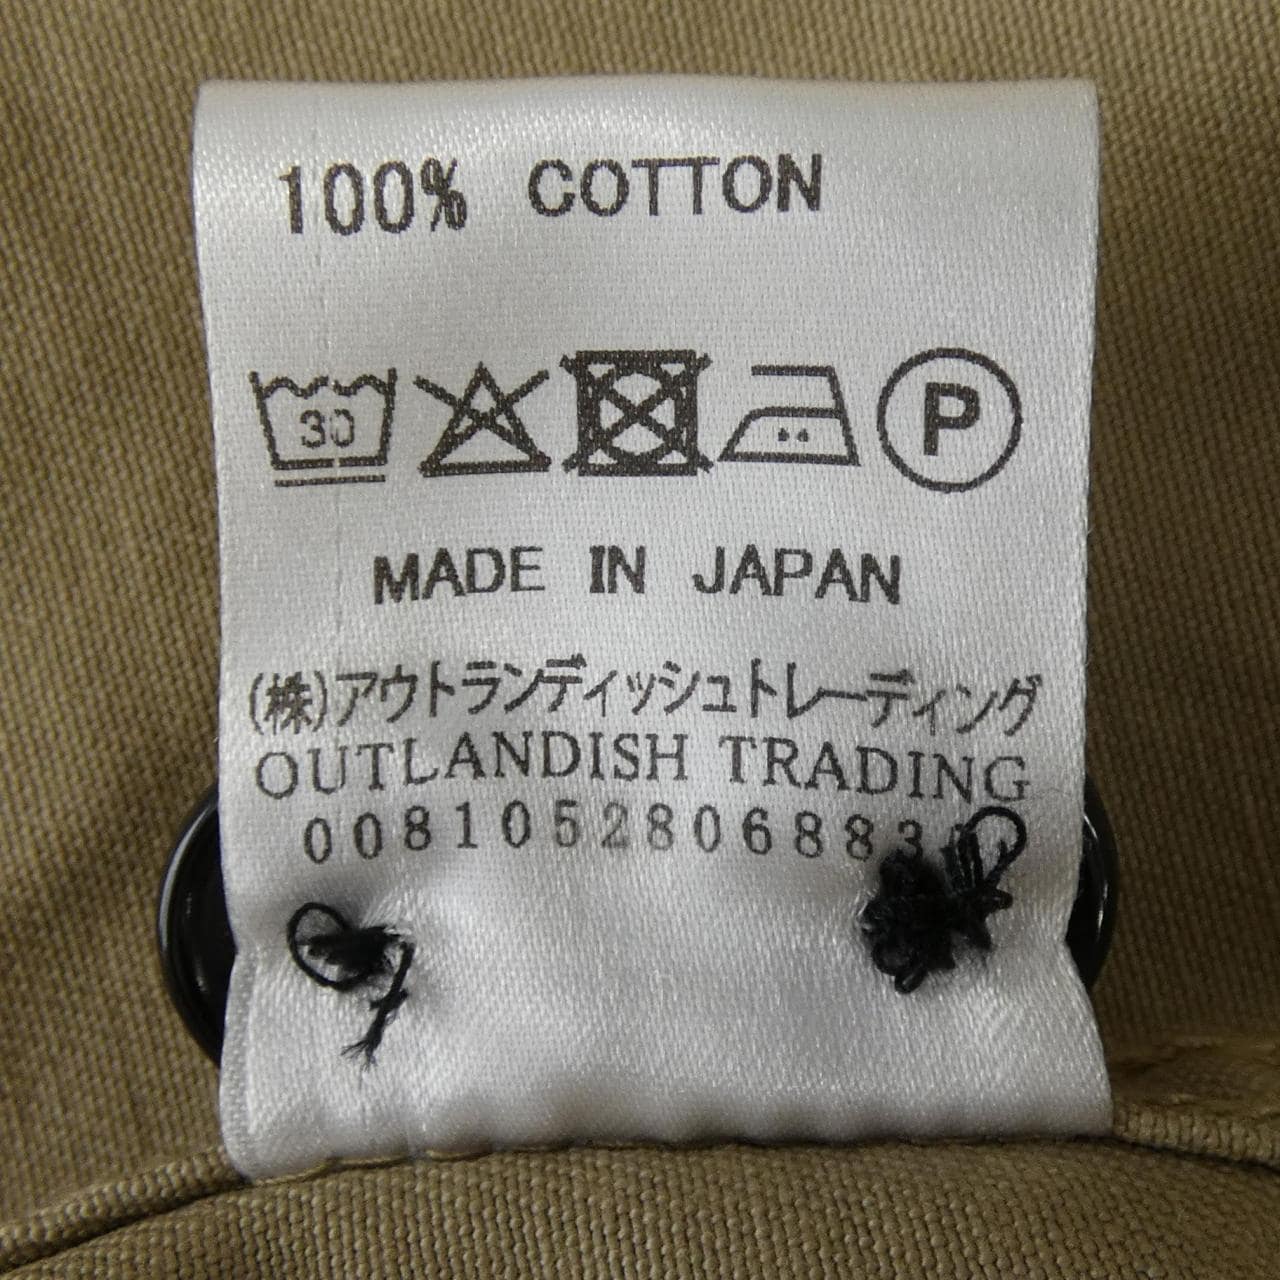 100% COTTON
30
P
MADE IN JAPAN
(株)アウトランディッシュトレーディング
OUTLANDISH TRADING